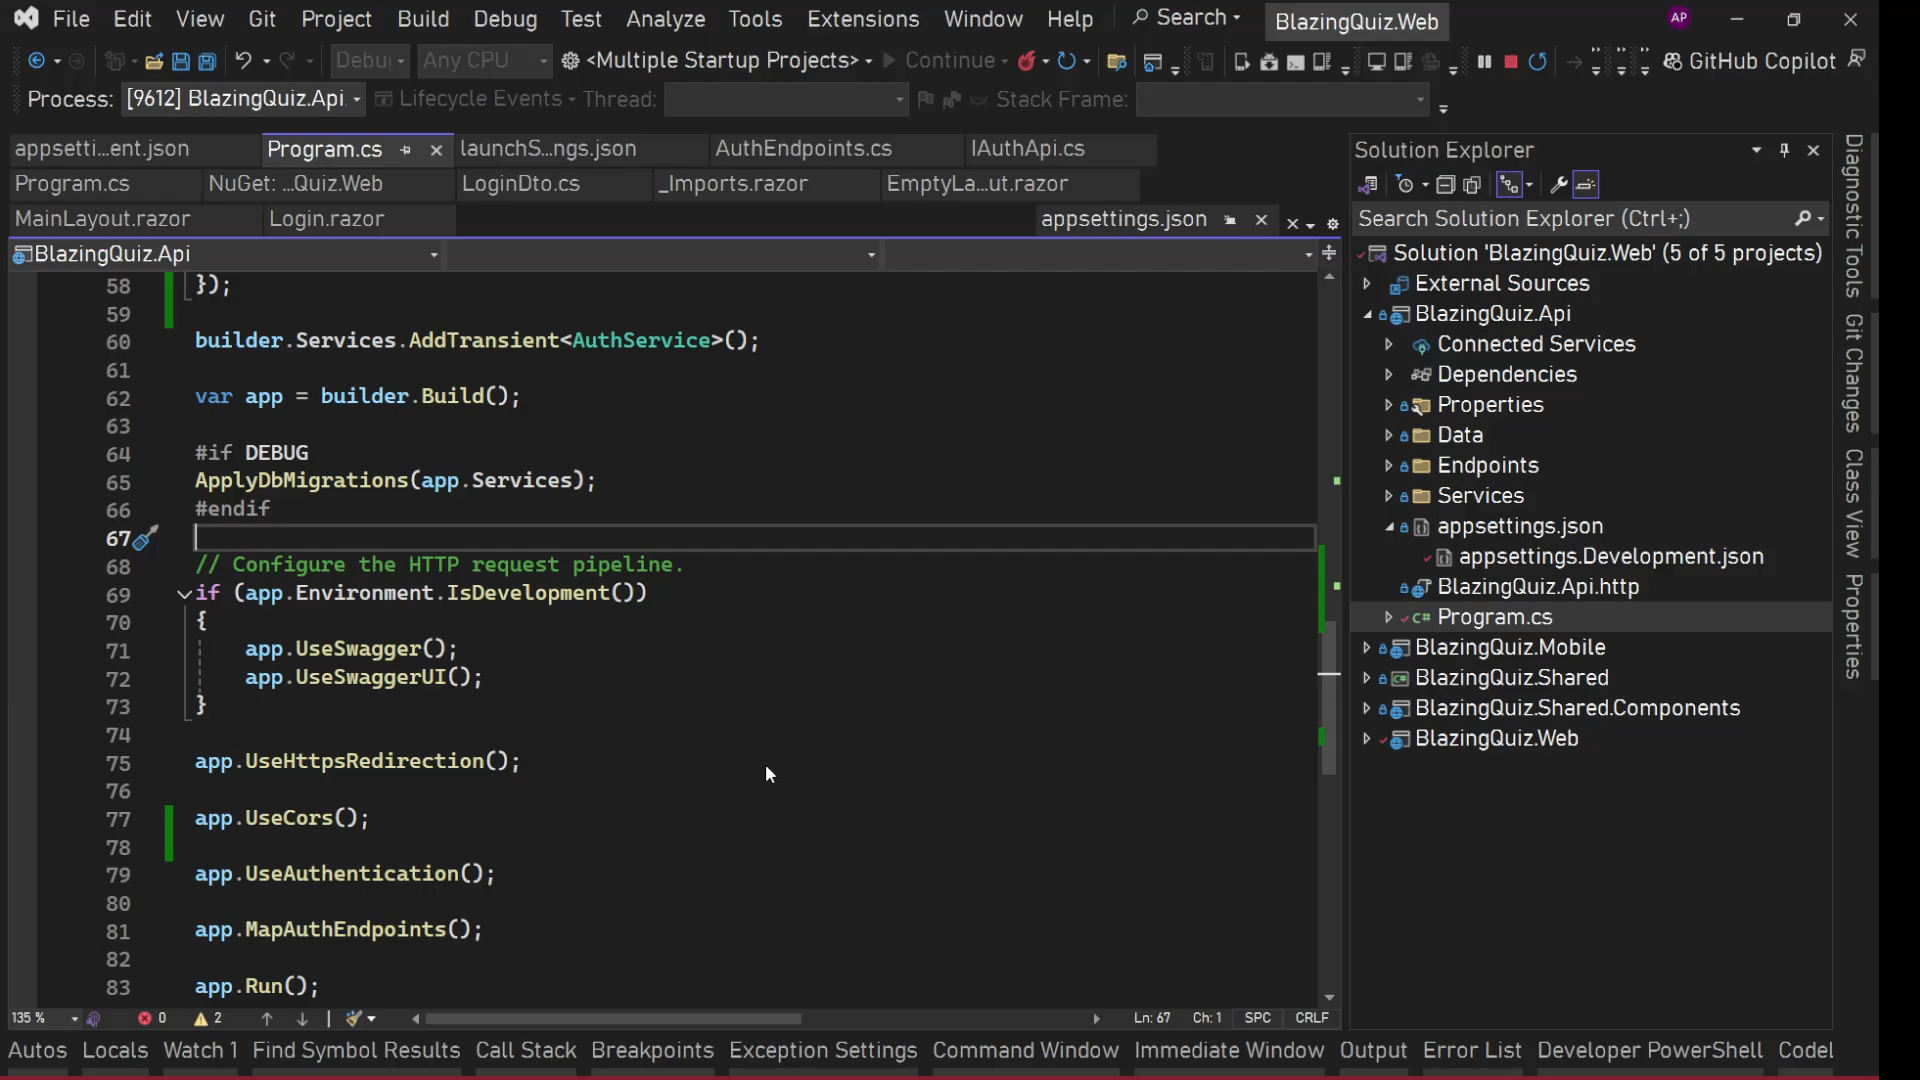 File Edit View Git Project Build Debug Test Analyze Tools Extensions Window Help Search BlazingQuiz.Web AP
Debug Any CPU <Multiple Startup Projects> Continue GitHub Copilot
Process: [9612] BlazingQuiz.Api. Lifecycle Events Thread: Stack Frame:
appsetti...ent.json Program.cs launchS...ngs.json AuthEndpoints.cs IAuthApi.cs
Program.cs NuGet: ...Quiz.Web LoginDto.cs _Imports.razor EmptyLa...ut.razor
MainLayout.razor Login.razor appsettings.json
BlazingQuiz.Api
58 });
59
60 builder.Services.AddTransient<AuthService>();
61
62 var app = builder.Build();
63
64 #if DEBUG
65 ApplyDbMigrations(app.Services);
66 #endif
67
68 // Configure the HTTP request pipeline.
69 if (app.Environment.IsDevelopment())
70 {
71 app.UseSwagger();
72 app.UseSwaggerUI();
73 }
74
75 app.UseHttpsRedirection();
76
77 app.UseCors();
78
79 app.UseAuthentication();
80
81 app.MapAuthEndpoints();
82
83 app.Run();
135 % 0 2 Ln: 67 Ch: 1 SPC CRLF
Solution Explorer
Search Solution Explorer (Ctrl+;)
Solution 'BlazingQuiz.Web' (5 of 5 projects)
External Sources
BlazingQuiz.Api
Connected Services
Dependencies
Properties
Data
Endpoints
Services
appsettings.json
appsettings.Development.json
BlazingQuiz.Api.http
C# Program.cs
BlazingQuiz.Mobile
C# BlazingQuiz.Shared
BlazingQuiz.Shared.Components
BlazingQuiz.Web
Diagnostic Tools
Git Changes
Class View
Properties
Autos Locals Watch 1 Find Symbol Results Call Stack Breakpoints Exception Settings Command Window Immediate Window Output Error List Developer PowerShell Codel